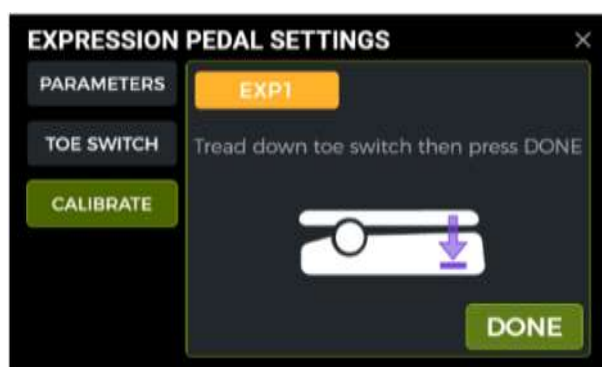 EXPRESSION PEDAL SETTINGS
PARAMETERS
TOE SWITCH
CALIBRATE
EXP1
Tread down toe switch then press DONE
DONE